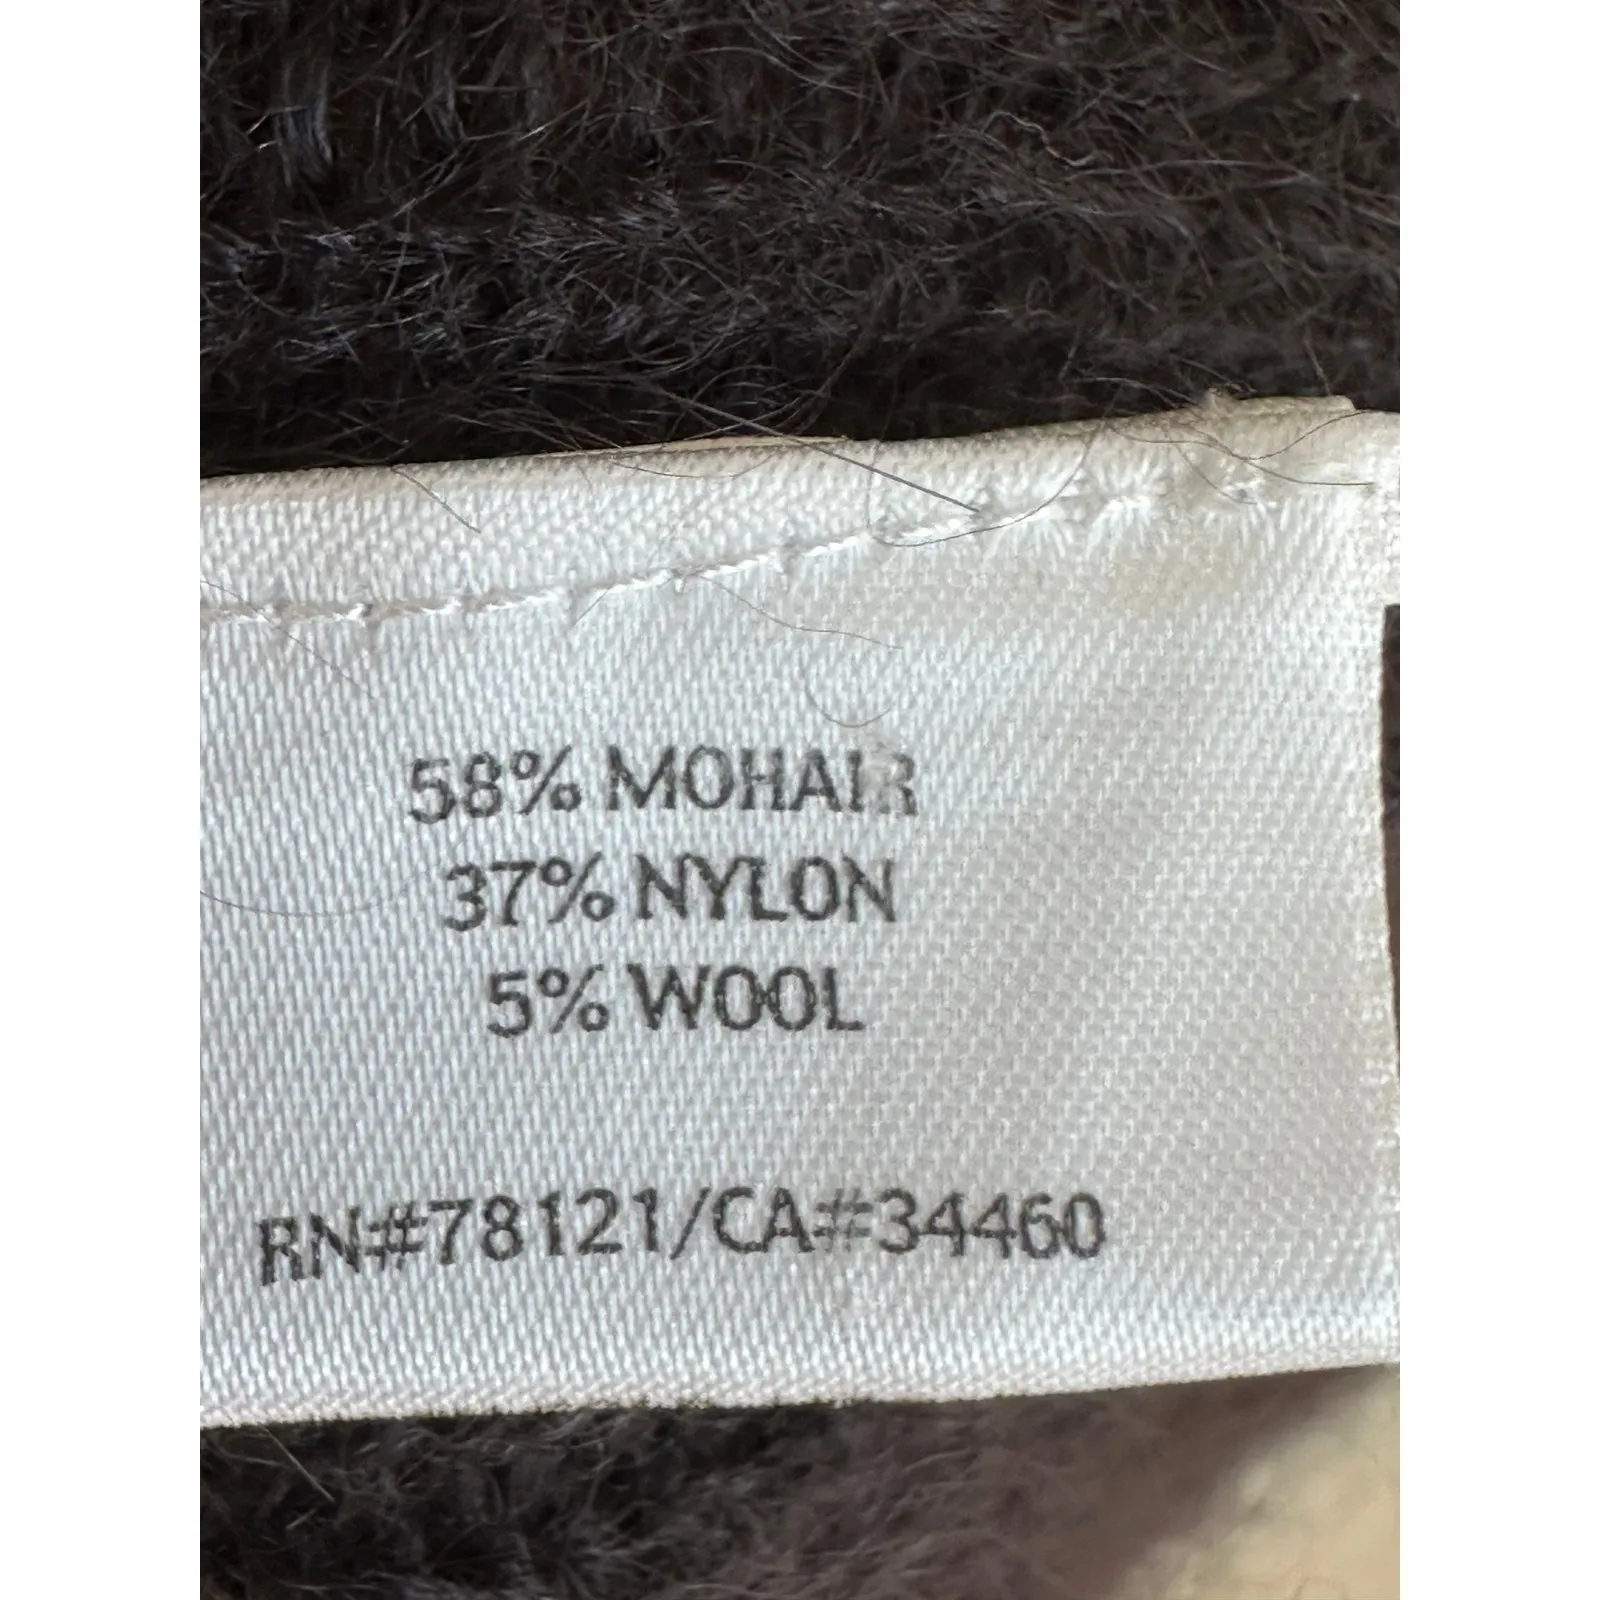 58% MOHAIR
37% NYLON
5% WOOL
RN#78121/CA#34460